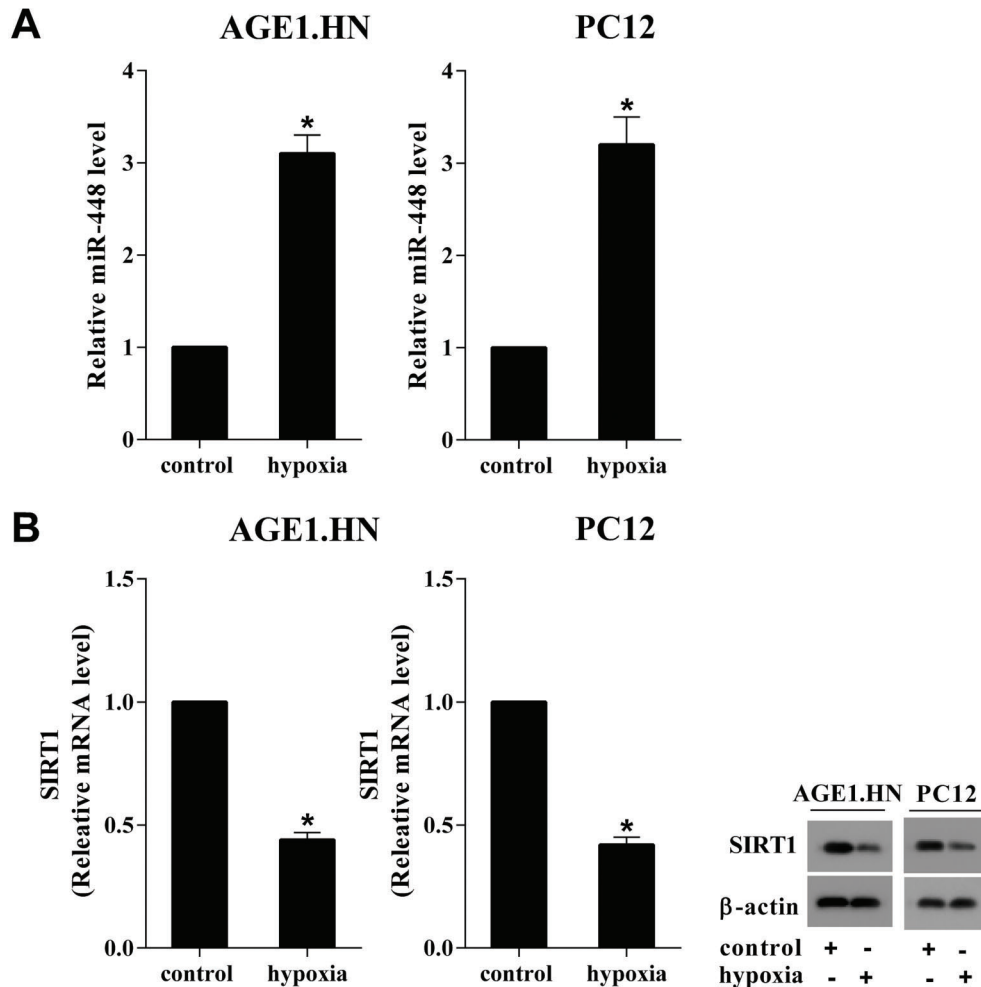 A
AGE1.HN
PC12
Relative miR-448 level
4
3
2
1
0
*
control
hypoxia
Relative miR-448 level
4
3
2
1
0
*
control
hypoxia
B
AGE1.HN
PC12
SIRT1
(Releative mRNA level)
1.5
1.0
0.5
0.0
*
control
hypoxia
SIRT1
(Releative mRNA level)
1.5
1.0
0.5
0.0
*
control
hypoxia
AGE1.HN PC12
SIRT1
β-actin
control + - + -
hypoxia - + - +